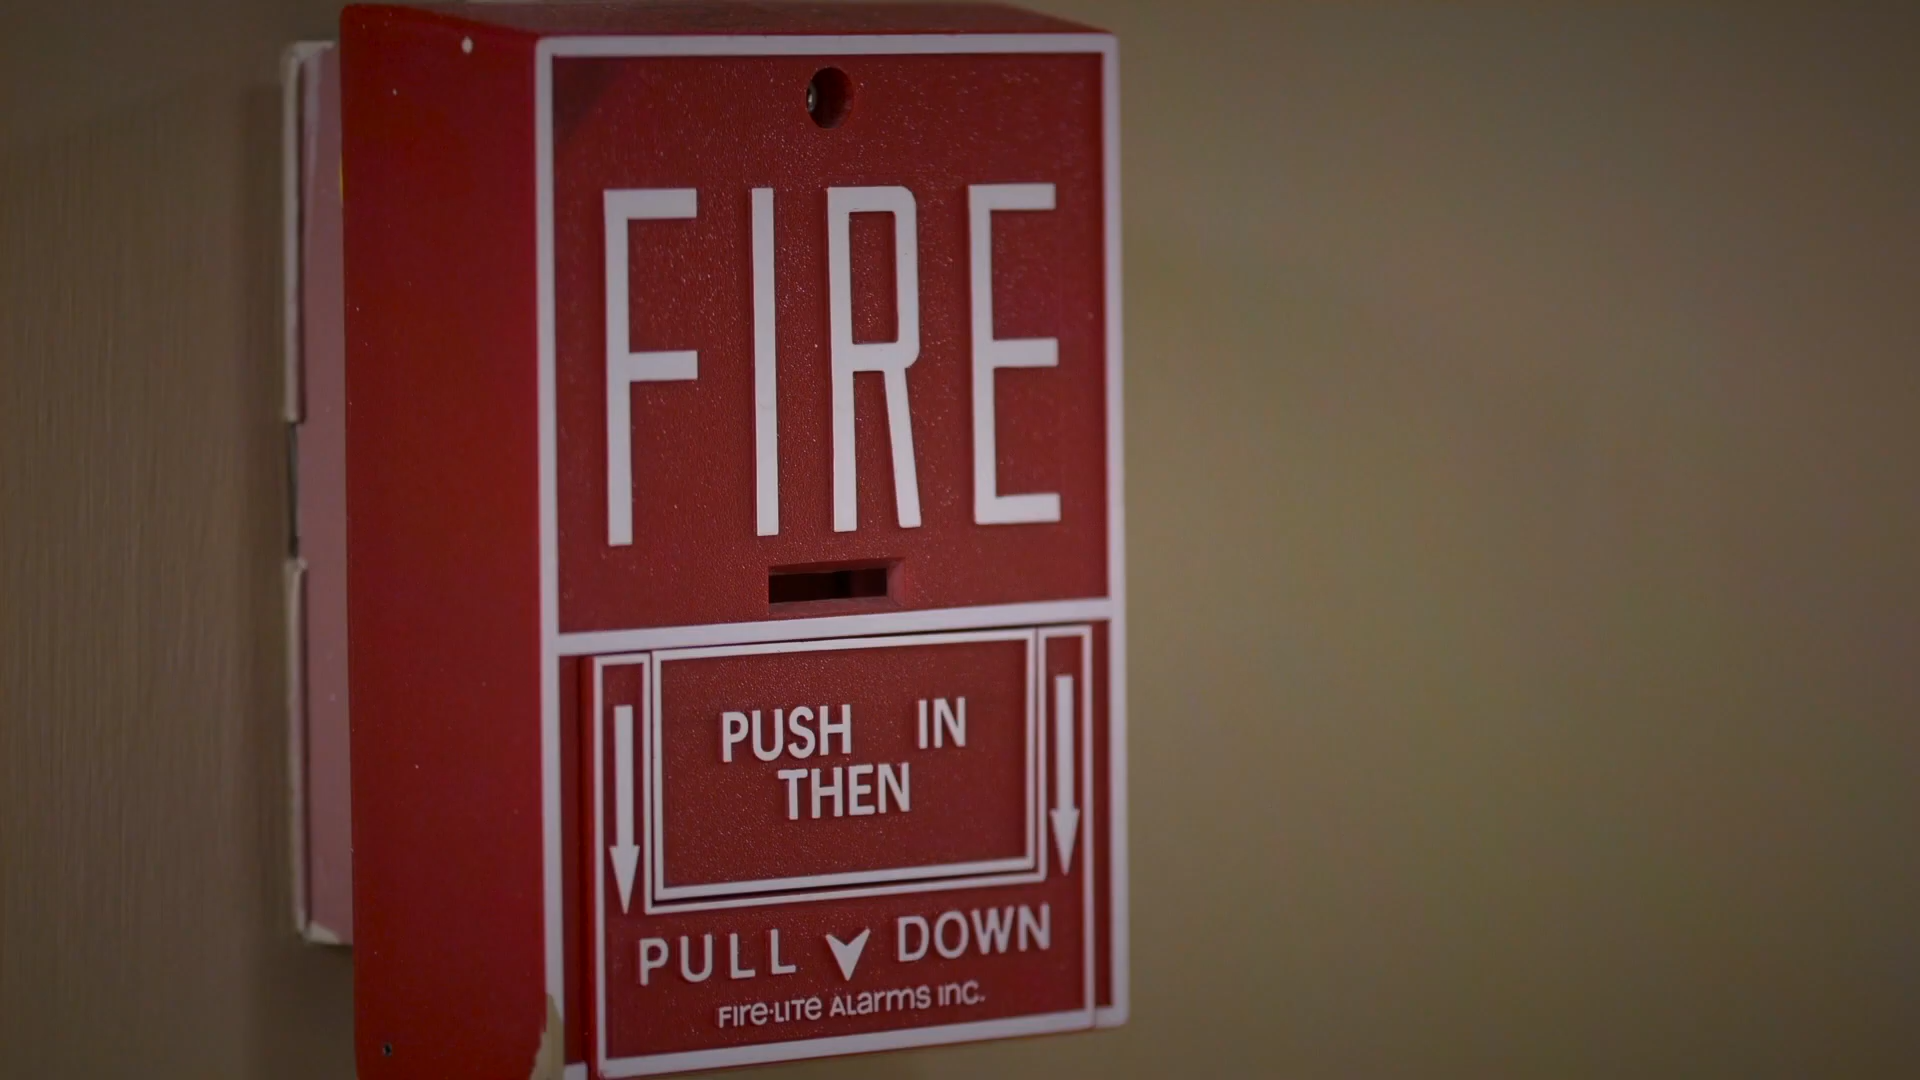 FIRE
PUSH IN
THEN
PULL DOWN
FIre·LITE ALarms INC.